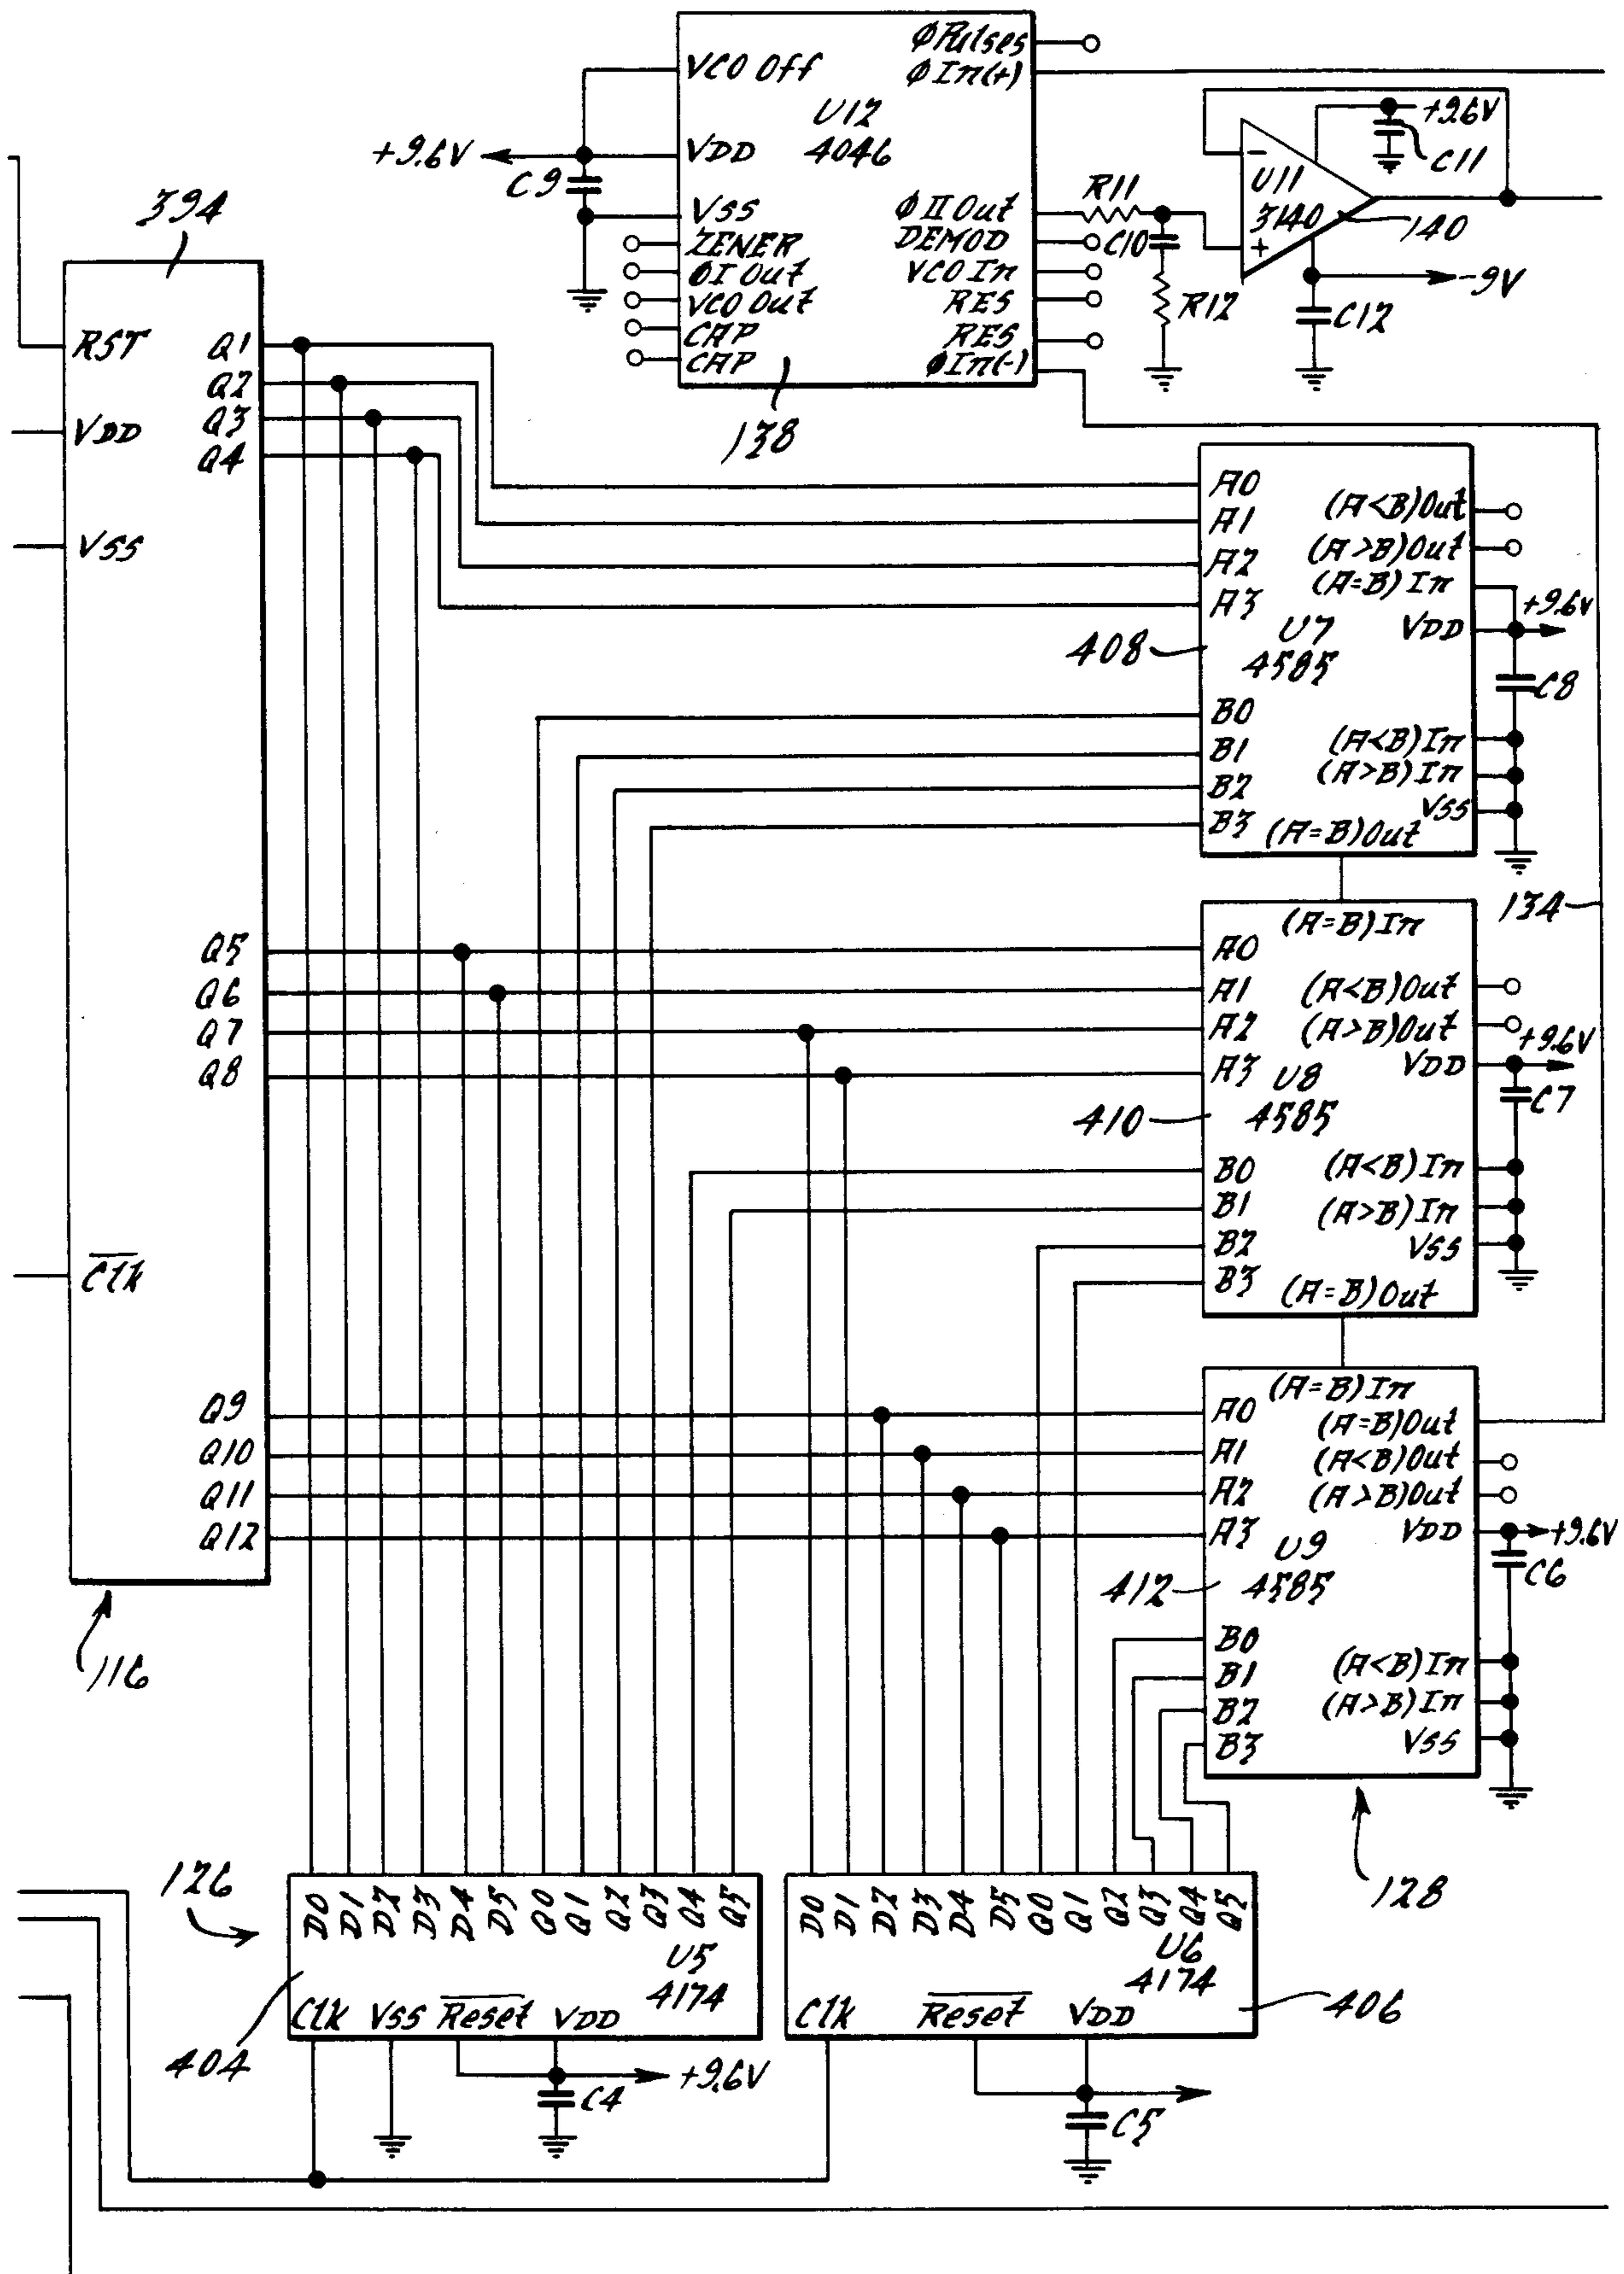 ΦPulses
VCO Off
ΦIn(+)
U12
4046
+9.6V
VDD
C9
VSS
ΦIIOut
ZENER
DEMOD
ΦI Out
VCO In
VCO Out
RES
CAP
RES
CAP
ΦIn(-)
138
R11
C10
R12
-
U11
3140
+
+9.6V
C11
140
-9V
C12
394
RST
Q1
Q2
VDD
Q3
Q4
VSS
Q5
Q6
Q7
Q8
Clk
Q9
Q10
Q11
Q12
116
A0
(A<B)Out
A1
(A>B)Out
A2
(A=B)In
A3
+9.6V
U7
VDD
408
4585
C8
B0
(A<B)In
B1
(A>B)In
B2
VSS
B3
(A=B)Out
134
(A=B)In
A0
A1
(A<B)Out
A2
(A>B)Out
+9.6V
A3
VDD
U8
C7
410
4585
B0
(A<B)In
B1
(A>B)In
B2
VSS
B3
(A=B)Out
(A=B)In
A0
(A=B)Out
A1
(A<B)Out
A2
(A>B)Out
A3
VDD
+9.6V
U9
C6
412
4585
B0
(A<B)In
B1
(A>B)In
B2
VSS
B3
128
126
D0 D1 D2 D3 D4 D5 Q0 Q1 Q2 Q3 Q4 Q5
U5
4174
Clk VSS Reset VDD
404
+9.6V
C4
D0 D1 D2 D3 D4 D5 Q0 Q1 Q2 Q3 Q4 Q5
U6
4174
Clk Reset VDD
406
C5